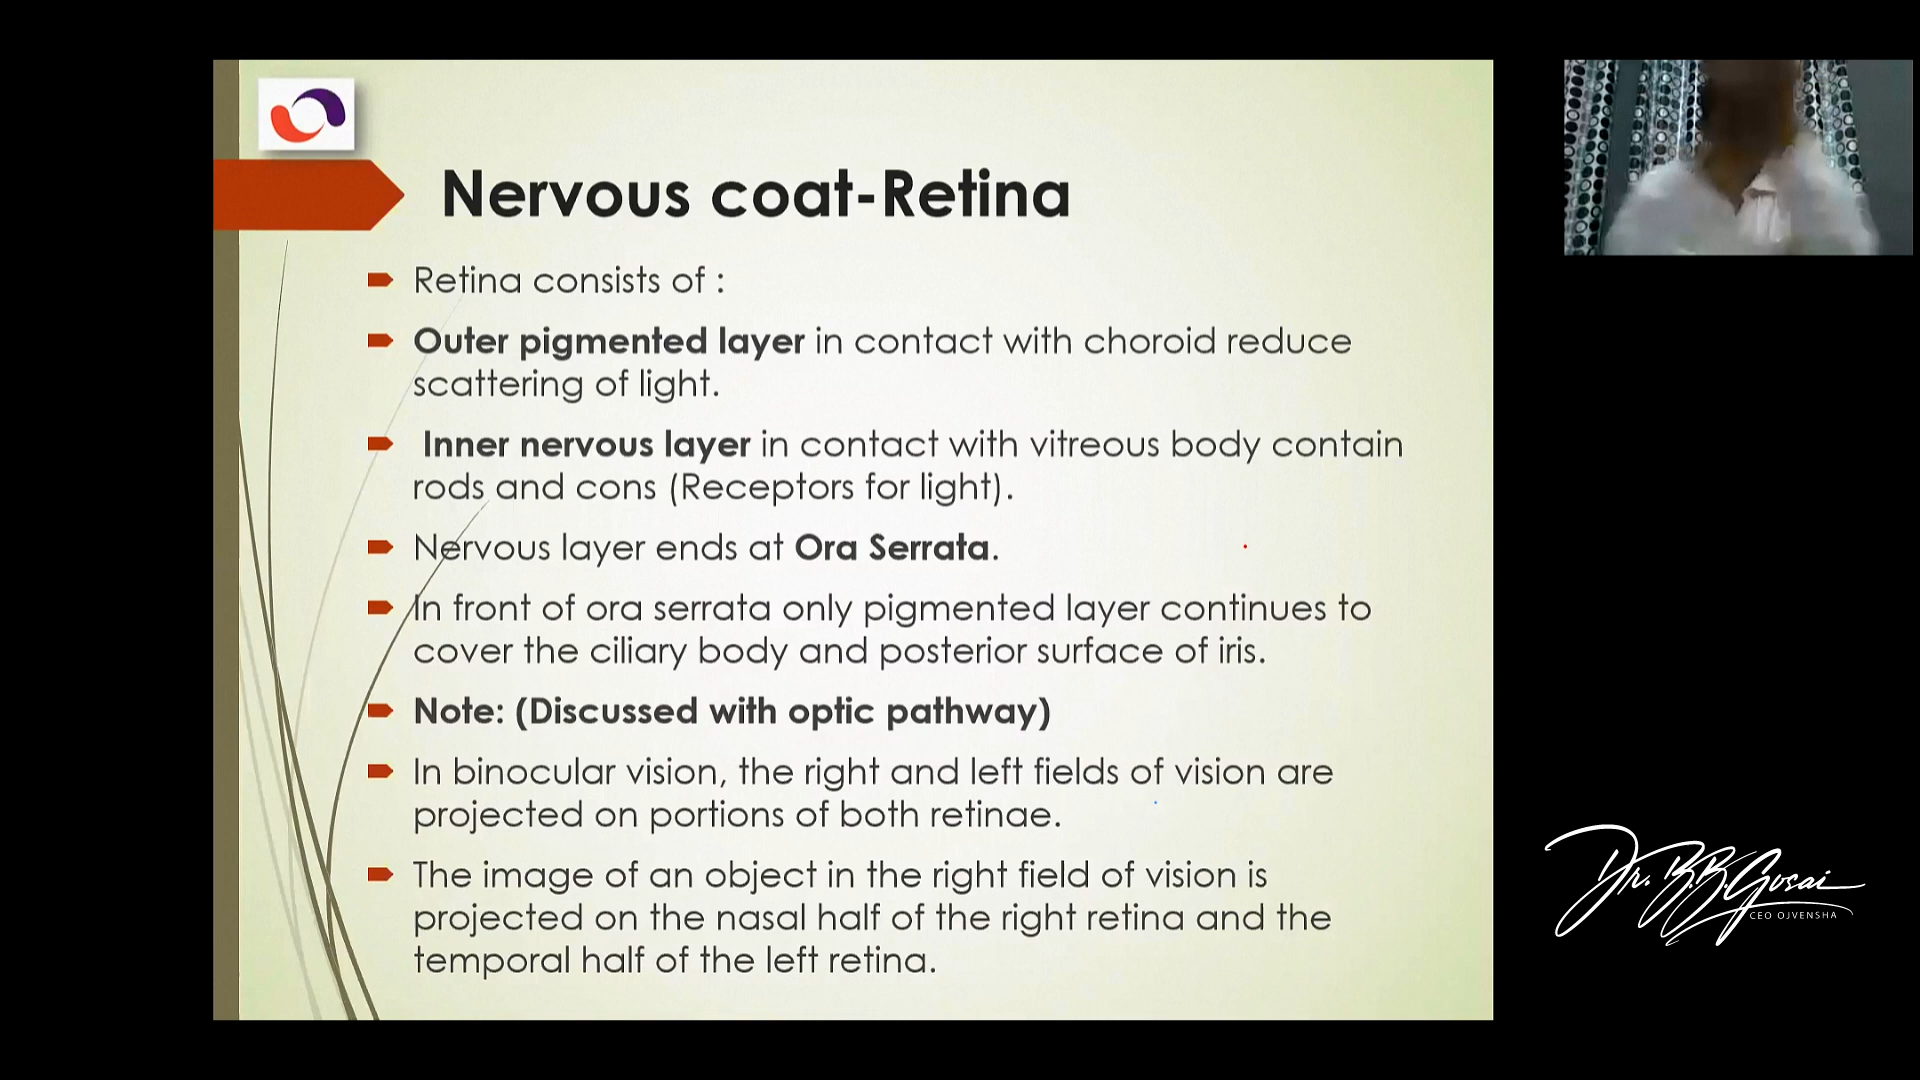 Nervous coat-Retina
Retina consists of :
Outer pigmented layer in contact with choroid reduce
scattering of light.
Inner nervous layer in contact with vitreous body contain
rods and cons (Receptors for light).
Nervous layer ends at Ora Serrata.
In front of ora serrata only pigmented layer continues to
cover the ciliary body and posterior surface of iris.
Note: (Discussed with optic pathway)
In binocular vision, the right and left fields of vision are
projected on portions of both retinae.
The image of an object in the right field of vision is
projected on the nasal half of the right retina and the
temporal half of the left retina.
Dr. B.B.Gosai
CEO OJVENSHA